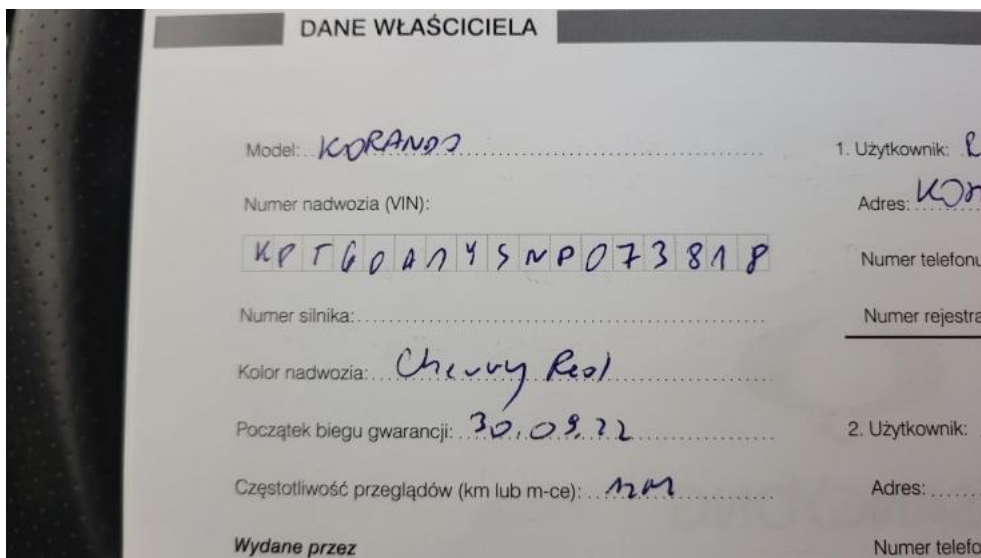 DANE WŁAŚCICIELA
Model: KORANDO
Numer nadwozia (VIN):
KPTG0A1YSNP073818
Numer silnika:
Kolor nadwozia: Cherry Red
Początek biegu gwarancji: 30.09.22
Częstotliwość przeglądów (km lub m-ce): 12M
Wydane przez
1. Użytkownik:
Adres:
Numer telefonu
Numer rejestra
2. Użytkownik:
Adres:
Numer telefo